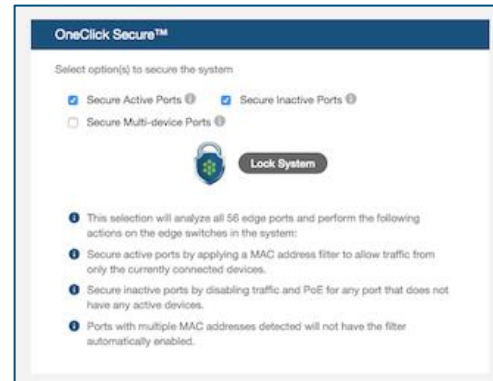 OneClick Secure™
Select option(s) to secure the system
Secure Active Ports Secure Inactive Ports
Secure Multi-device Ports
Lock System
This selection will analyze all 56 edge ports and perform the following
actions on the edge switches in the system:
Secure active ports by applying a MAC address filter to allow traffic from
only the currently connected devices.
Secure inactive ports by disabling traffic and PoE for any port that does not
have any active devices.
Ports with multiple MAC addresses detected will not have the filter
automatically enabled.